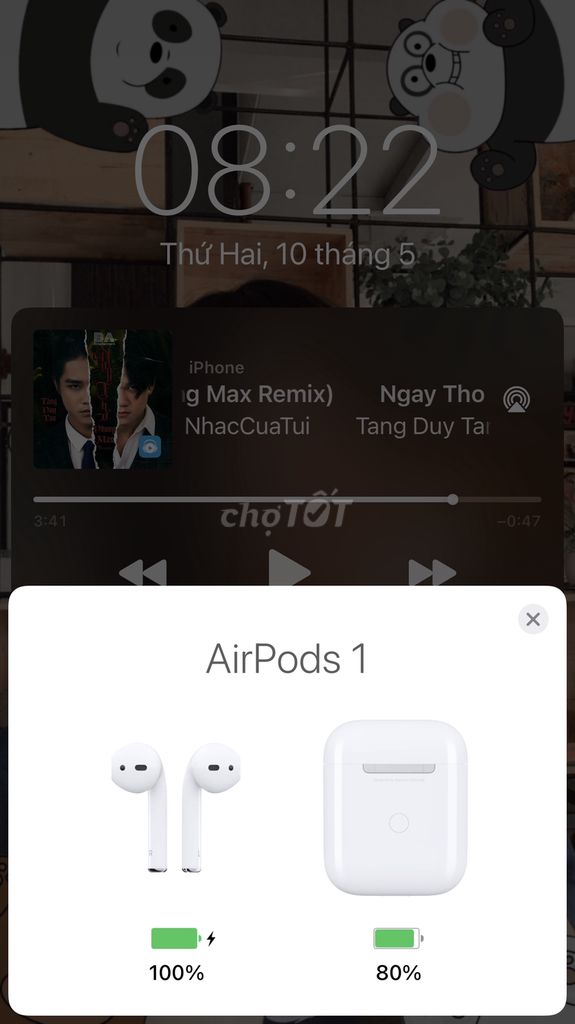 08:22
Thứ Hai, 10 tháng 5
iPhone
g Max Remix) Ngay Tho
NhacCuaTui Tang Duy Ta
3:41 -0:47
chợTỐT
AirPods 1
100% 80%